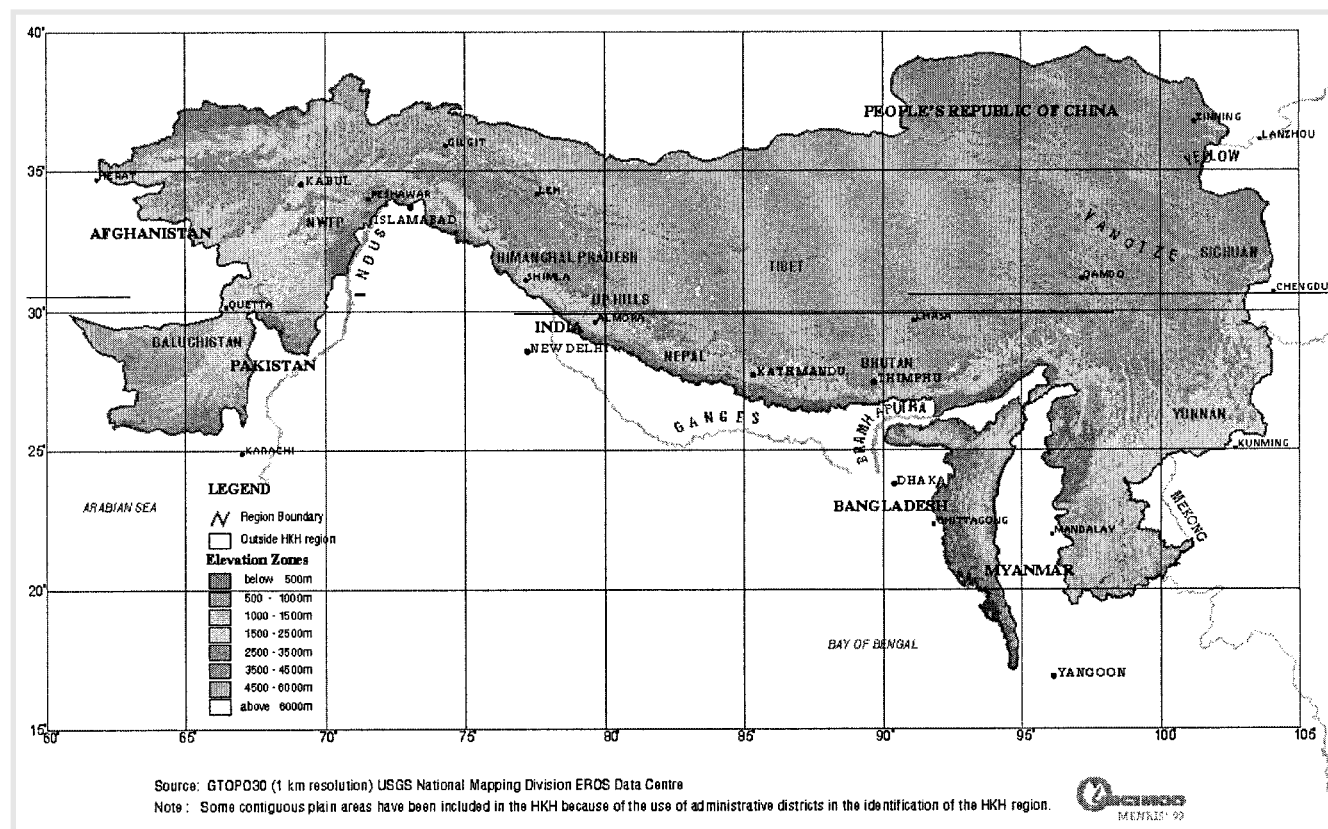 40°
PEOPLE'S REPUBLIC OF CHINA
XINNING
LANZHOU
GILGIT
YELLOW
35°
HERAT
KABUL
PESHAWAR
LEH
NWFP
ISLAMABAD
AFGHANISTAN
INDUS
YANGTZE
HIMANCHAL PRADESH
SHIMLA
TIBET
SICHUAN
QAMDO
UP HILLS
CHENGDU
30°
QUETTA
ALMORA
LHASA
INDIA
BALUCHISTAN
NEW DELHI
NEPAL
BHUTAN
PAKISTAN
KATHMANDU
THIMPHU
GANGES
BRAMHAPUTRA
YUNNAN
KUNMING
25°
KARACHI
DHAKA
MEKONG
ARABIAN SEA
BANGLADESH
CHITTAGONG
MANDALAY
MYANMAR
LEGEND
Region Boundary
Outside HKH region
Elevation Zones
below 500m
500 - 1000m
1000 - 1500m
1500 - 2500m
2500 - 3500m
3500 - 4500m
4500 - 6000m
above 6000m
20°
BAY OF BENGAL
YANGOON
15°
60° 65 70° 75° 80° 85° 90° 95° 100° 105
Source: GTOPO30 (1 km resolution) USGS National Mapping Division EROS Data Centre
Note : Some contiguous plain areas have been included in the HKH because of the use of administrative districts in the identification of the HKH region.
ICIMOD
MENRIS' 99